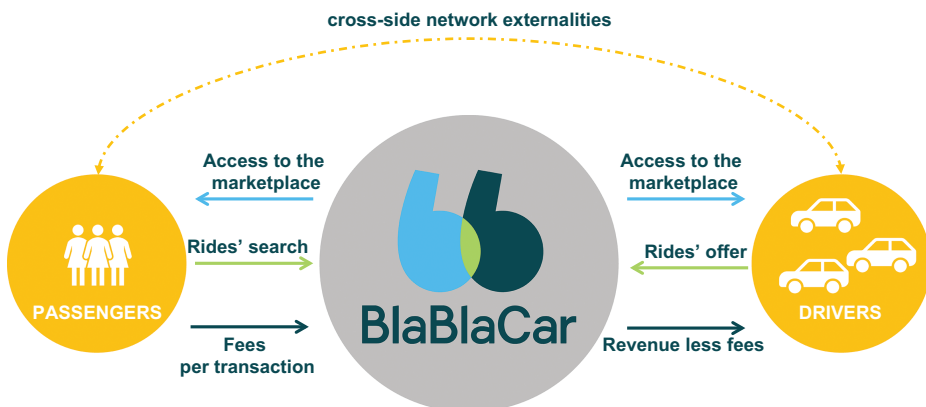 cross-side network externalities
Access to the
marketplace
Access to the
marketplace
Rides’ search
Rides’ offer
PASSENGERS
DRIVERS
BlaBlaCar
Fees
per transaction
Revenue less fees